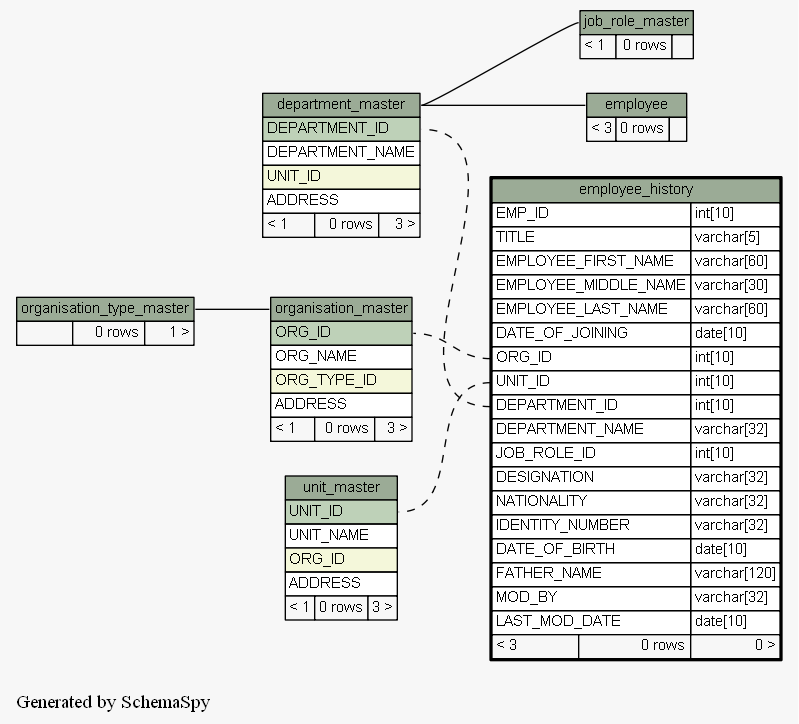 job_role_master
< 1 0 rows
department_master
DEPARTMENT_ID
DEPARTMENT_NAME
UNIT_ID
ADDRESS
< 1 0 rows 3 >
employee
< 3 0 rows
organisation_type_master
0 rows 1 >
organisation_master
ORG_ID
ORG_NAME
ORG_TYPE_ID
ADDRESS
< 1 0 rows 3 >
unit_master
UNIT_ID
UNIT_NAME
ORG_ID
ADDRESS
< 1 0 rows 3 >
employee_history
EMP_ID int[10]
TITLE varchar[5]
EMPLOYEE_FIRST_NAME varchar[60]
EMPLOYEE_MIDDLE_NAME varchar[30]
EMPLOYEE_LAST_NAME varchar[60]
DATE_OF_JOINING date[10]
ORG_ID int[10]
UNIT_ID int[10]
DEPARTMENT_ID int[10]
DEPARTMENT_NAME varchar[32]
JOB_ROLE_ID int[10]
DESIGNATION varchar[32]
NATIONALITY varchar[32]
IDENTITY_NUMBER varchar[32]
DATE_OF_BIRTH date[10]
FATHER_NAME varchar[120]
MOD_BY varchar[32]
LAST_MOD_DATE date[10]
< 3 0 rows 0 >
Generated by SchemaSpy